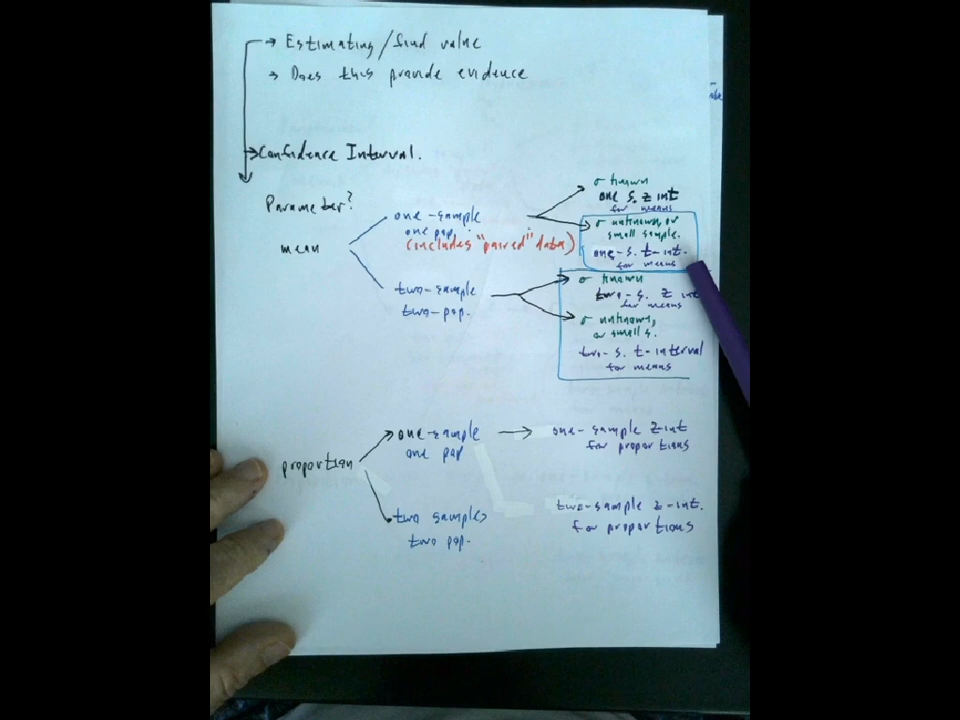 → Estimating/find value
→ Does this provide evidence
→ Confidence Interval.
Parameter?
mean
one-sample
one pop.
(includes "paired" data)
σ known
one s. z int
for means
σ unknown, or
small sample.
one-s. t-int.
for means
two-sample
two-pop.
σ known
two-s. z int
for means
σ unknown,
or small s.
two-s. t-interval
for means
proportion
one-sample
one pop
one-sample z int
for proportions
two samples
two pop.
two-sample z-int.
for proportions